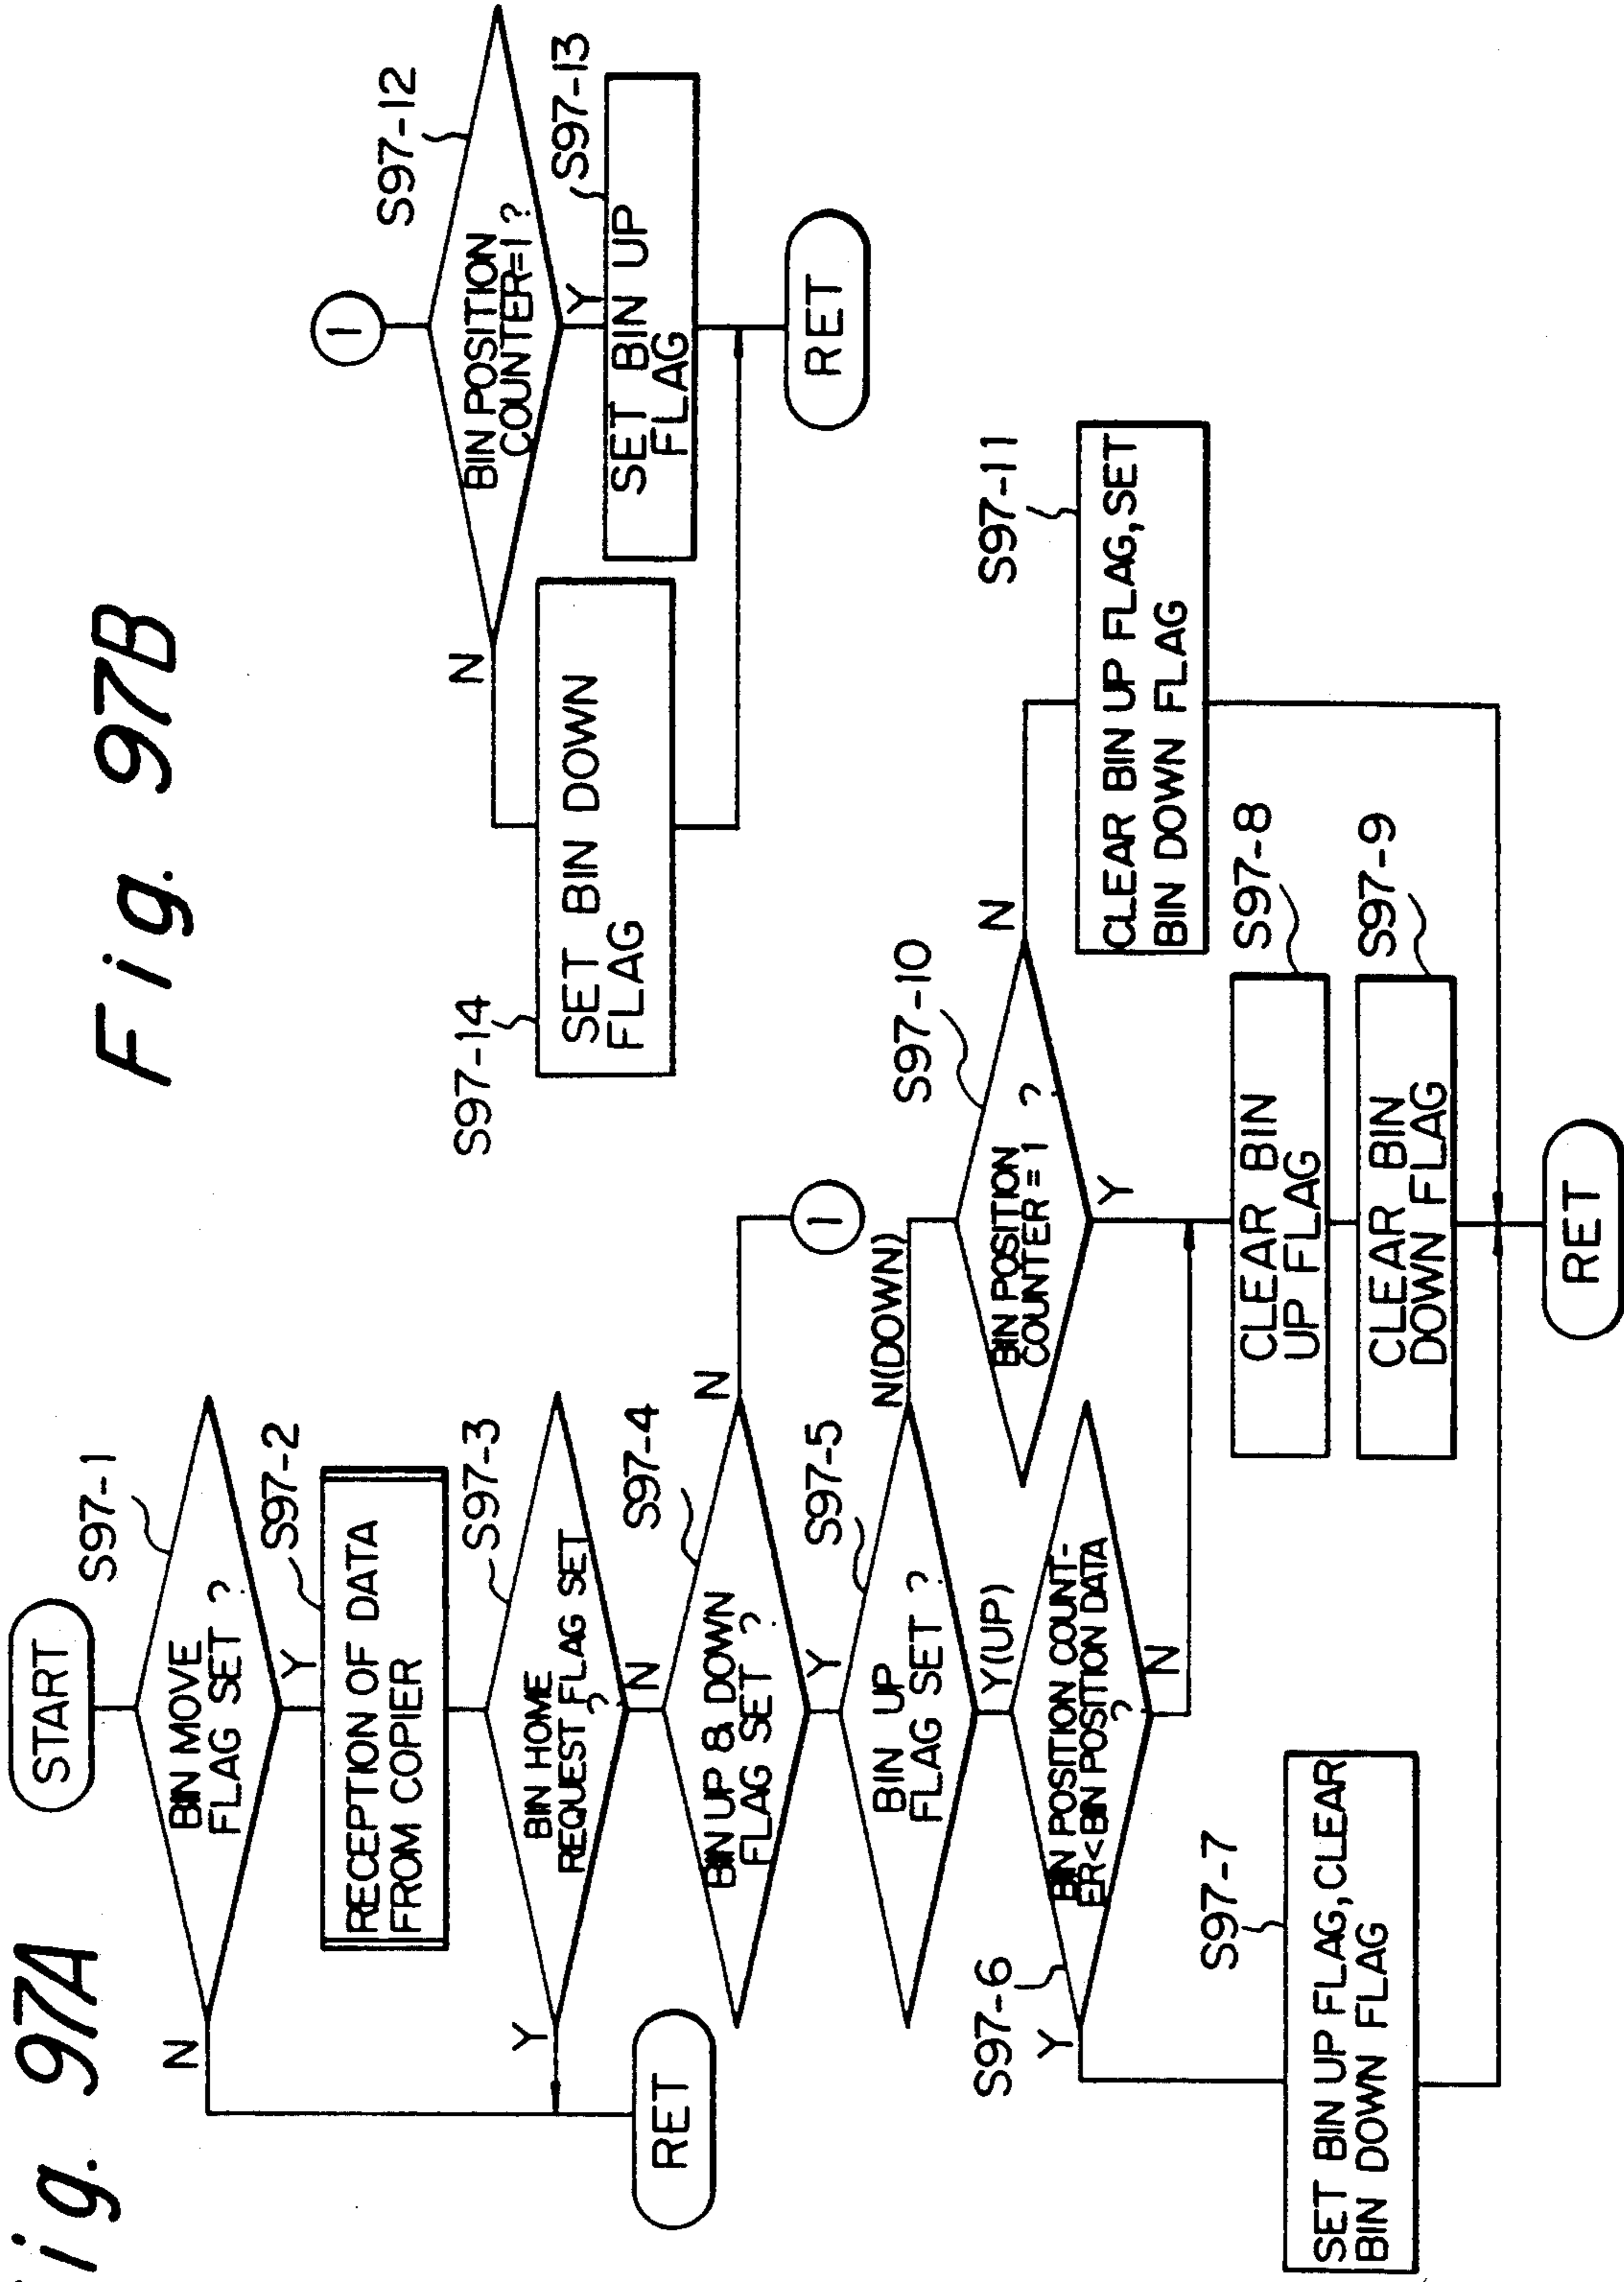 ig. 97A
START
S97-1
BIN MOVE
FLAG SET ?
N
Y
S97-2
RECEPTION OF DATA
FROM COPIER
S97-3
BIN HOME
REQUEST FLAG SET
?
Y
N
RET
S97-4
BIN UP & DOWN
FLAG SET ?
N
1
Y
S97-5
BIN UP
FLAG SET ?
N(DOWN)
Y(UP)
S97-6
BIN POSITION COUNT-
ER<BIN POSITION DATA
?
Y
N
S97-10
BIN POSITION
COUNTER = 1 ?
N
Y
S97-11
CLEAR BIN UP FLAG, SET
BIN DOWN FLAG
S97-7
SET BIN UP FLAG, CLEAR
BIN DOWN FLAG
S97-8
CLEAR BIN
UP FLAG
S97-9
CLEAR BIN
DOWN FLAG
RET
Fig. 97B
1
S97-12
BIN POSITION
COUNTER=1 ?
N
Y
S97-13
SET BIN UP
FLAG
S97-14
SET BIN DOWN
FLAG
RET